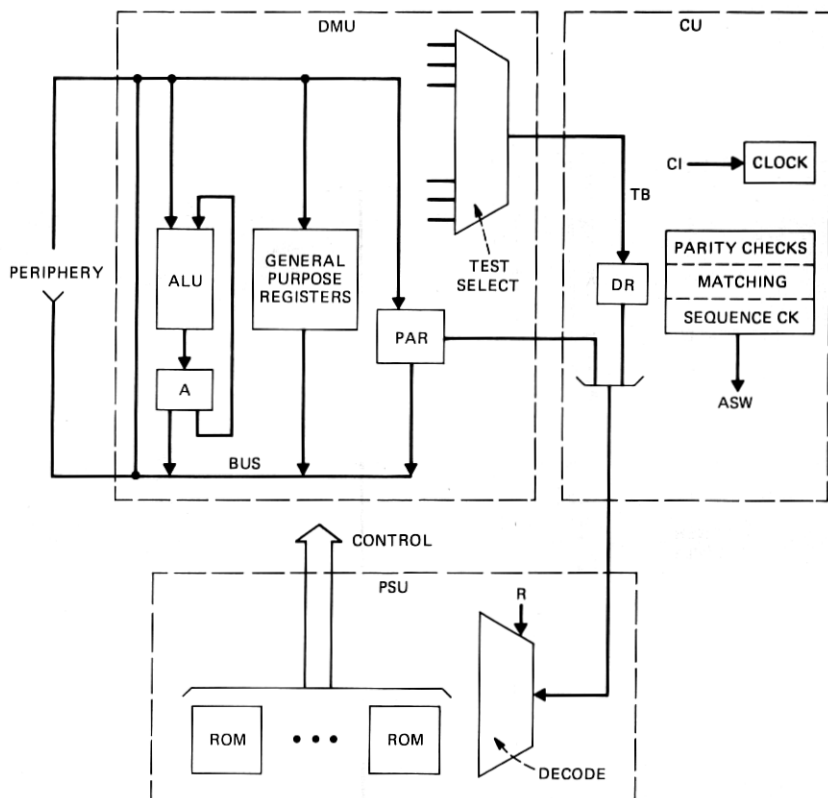 DMU
CU
CI
CLOCK
TB
PERIPHERY
ALU
GENERAL
PURPOSE
REGISTERS
TEST
SELECT
PARITY CHECKS
MATCHING
SEQUENCE CK
DR
PAR
A
ASW
BUS
CONTROL
PSU
R
ROM
ROM
DECODE